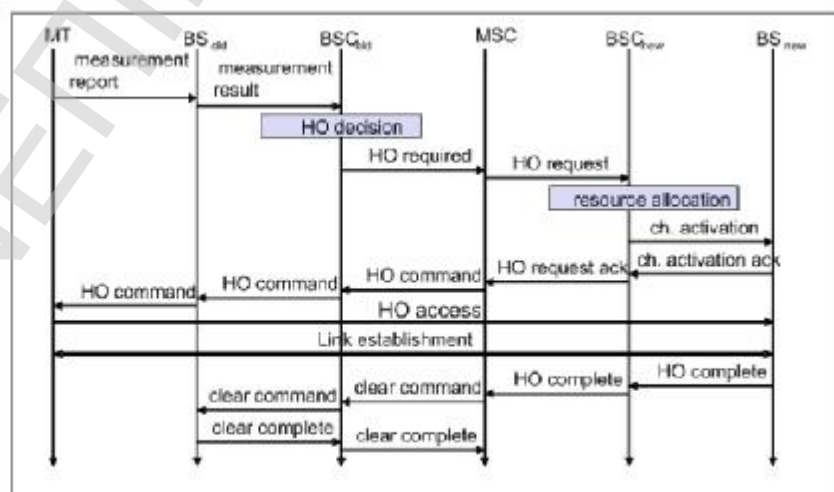 MT BS old BSC old MSC BSC new BS new
measurement
report
measurement
result
HO decision
HO required
HO request
resource allocation
ch. activation
ch. activation ack
HO request ack
HO command
HO command
HO command
HO access
Link establishment
HO complete
HO complete
clear command
clear command
clear complete
clear complete